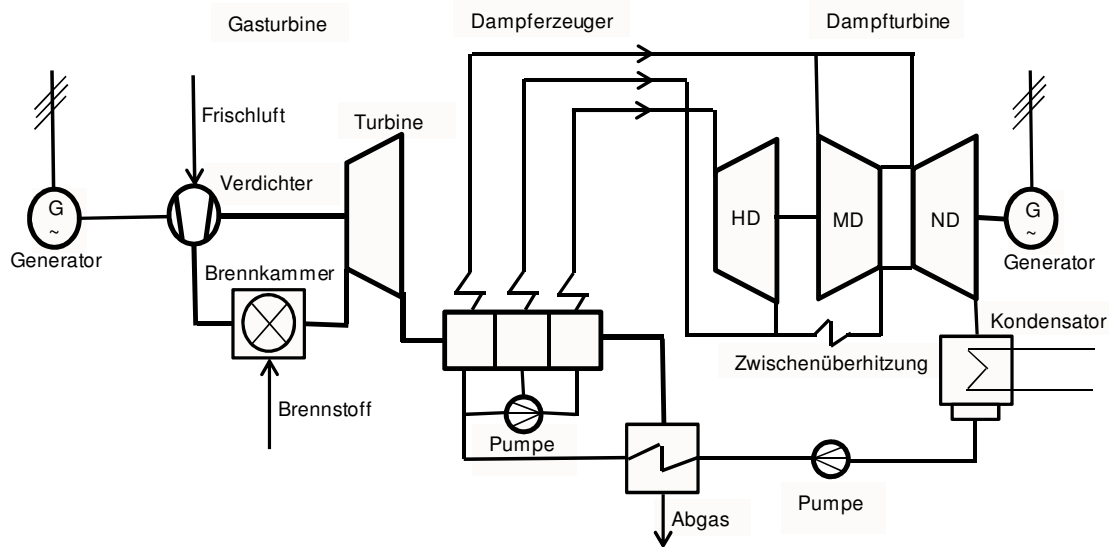 Gasturbine
Dampferzeuger
Dampfturbine
Frischluft
Turbine
Verdichter
G
~
Generator
Brennkammer
Brennstoff
HD
MD
ND
G
~
Generator
Kondensator
Zwischenüberhitzung
Pumpe
Pumpe
Abgas